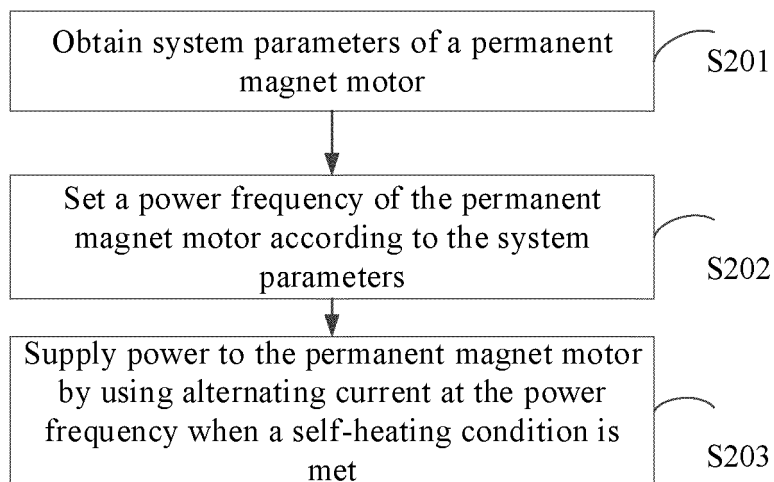 Obtain system parameters of a permanent
magnet motor
S201
Set a power frequency of the permanent
magnet motor according to the system
parameters
S202
Supply power to the permanent magnet motor
by using alternating current at the power
frequency when a self-heating condition is
met
S203